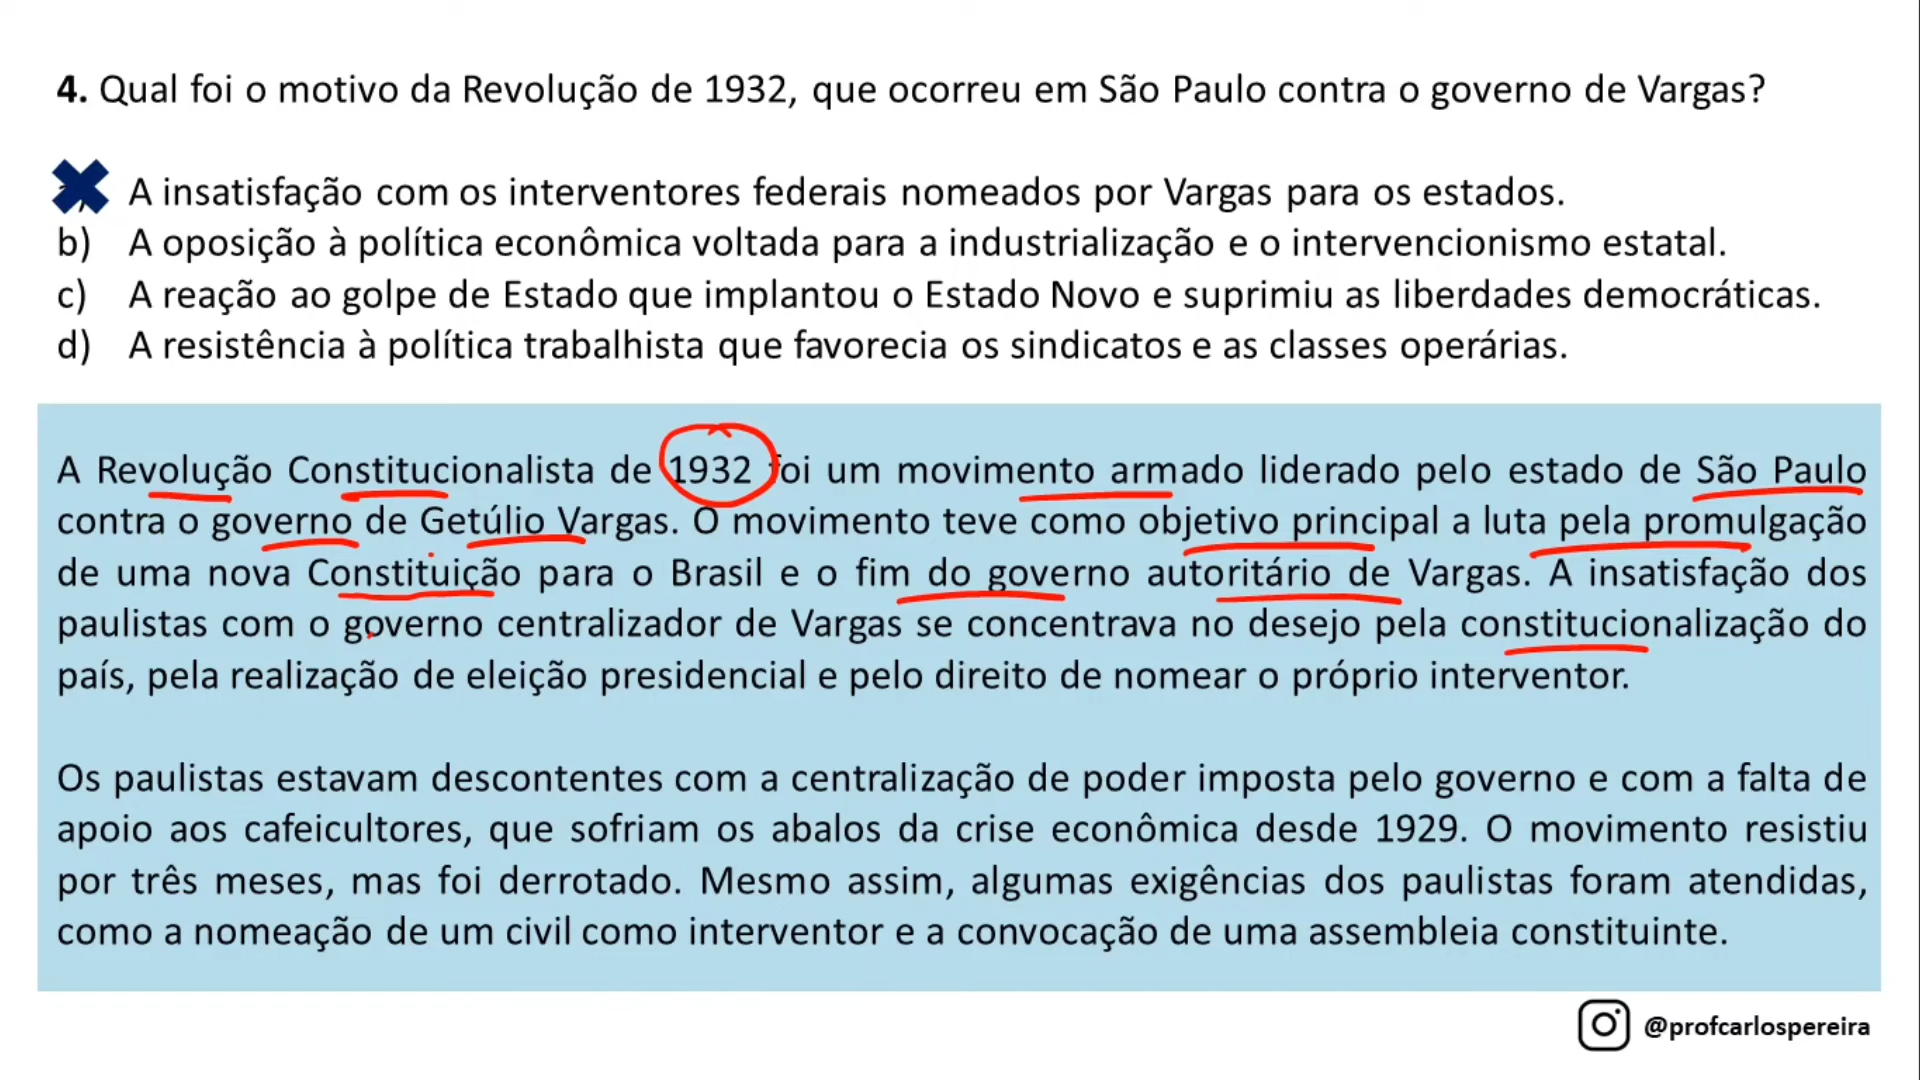 4. Qual foi o motivo da Revolução de 1932, que ocorreu em São Paulo contra o governo de Vargas?
A insatisfação com os interventores federais nomeados por Vargas para os estados.
b) A oposição à política econômica voltada para a industrialização e o intervencionismo estatal.
c) A reação ao golpe de Estado que implantou o Estado Novo e suprimiu as liberdades democráticas.
d) A resistência à política trabalhista que favorecia os sindicatos e as classes operárias.
A Revolução Constitucionalista de 1932 foi um movimento armado liderado pelo estado de São Paulo
contra o governo de Getúlio Vargas. O movimento teve como objetivo principal a luta pela promulgação
de uma nova Constituição para o Brasil e o fim do governo autoritário de Vargas. A insatisfação dos
paulistas com o governo centralizador de Vargas se concentrava no desejo pela constitucionalização do
país, pela realização de eleição presidencial e pelo direito de nomear o próprio interventor.
Os paulistas estavam descontentes com a centralização de poder imposta pelo governo e com a falta de
apoio aos cafeicultores, que sofriam os abalos da crise econômica desde 1929. O movimento resistiu
por três meses, mas foi derrotado. Mesmo assim, algumas exigências dos paulistas foram atendidas,
como a nomeação de um civil como interventor e a convocação de uma assembleia constituinte.
@profcarlospereira